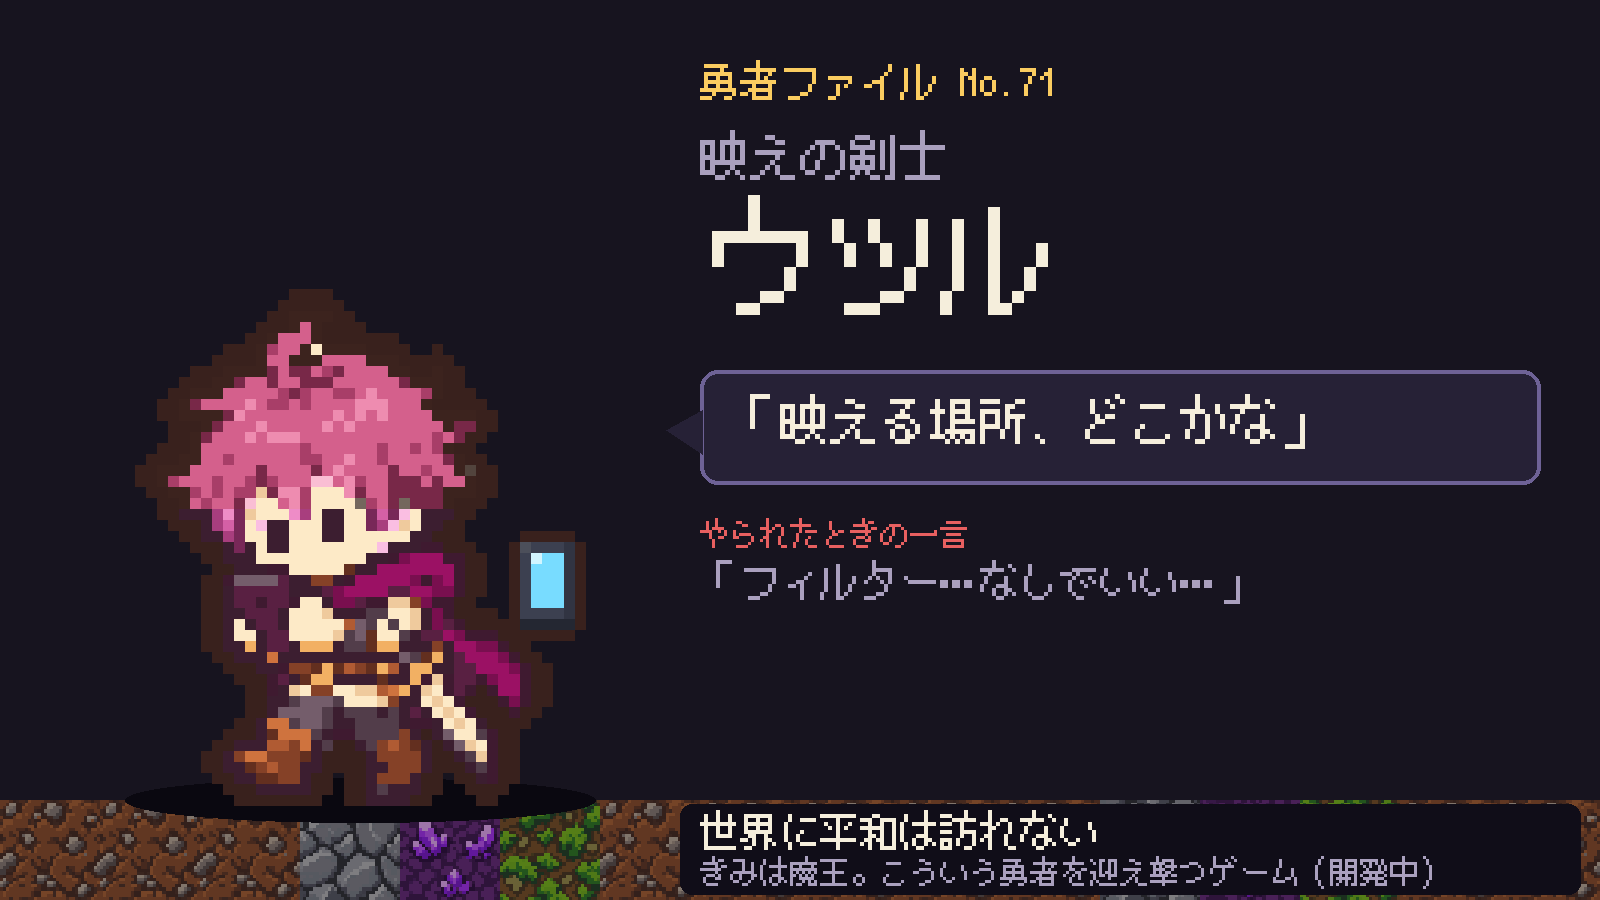 勇者ファイル No.71
映えの剣士
ウツル
「映える場所、どこかな」
やられたときの一言
「フィルター…なしでいい…」
世界に平和は訪れない
きみは魔王。こういう勇者を迎え撃つゲーム（開発中）